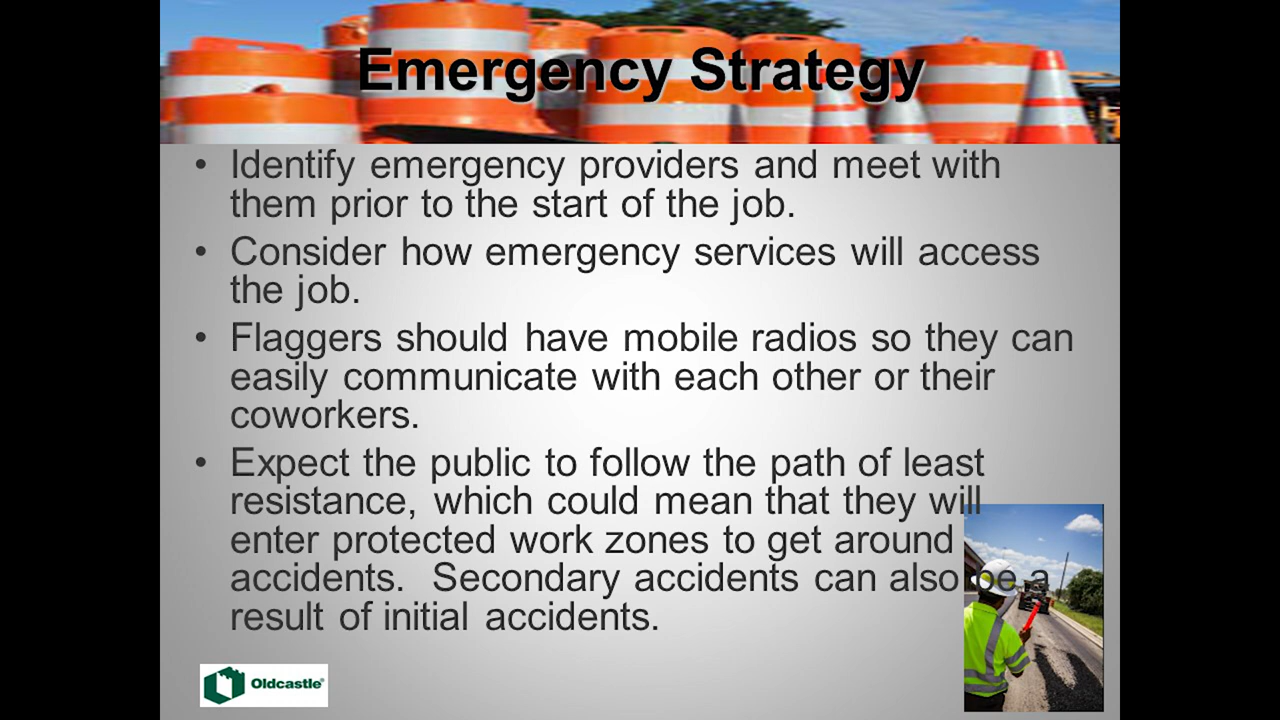 Emergency Strategy
• Identify emergency providers and meet with
them prior to the start of the job.
• Consider how emergency services will access
the job.
• Flaggers should have mobile radios so they can
easily communicate with each other or their
coworkers.
• Expect the public to follow the path of least
resistance, which could mean that they will
enter protected work zones to get around
accidents.  Secondary accidents can also be a
result of initial accidents.
Oldcastle®